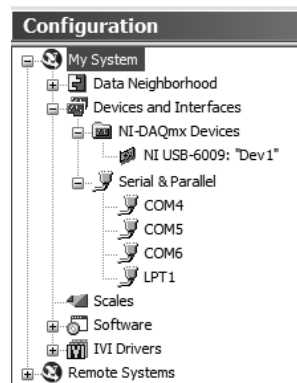 Configuration
My System
Data Neighborhood
Devices and Interfaces
NI-DAQmx Devices
NI USB-6009: "Dev1"
Serial & Parallel
COM4
COM5
COM6
LPT1
Scales
Software
IVI Drivers
Remote Systems